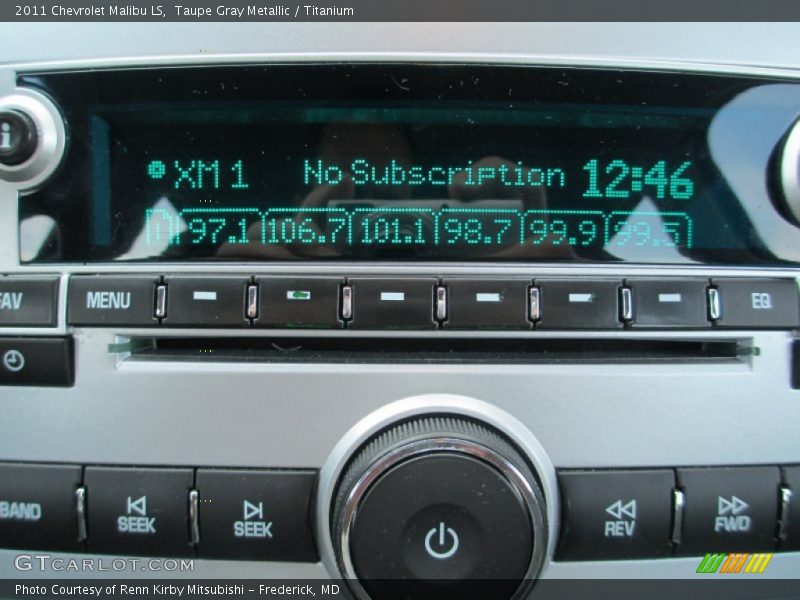 2011 Chevrolet Malibu LS,  Taupe Gray Metallic / Titanium
i
XM 1 No Subscription 12:46
97.1 106.7 101.1 98.7 99.9 99.5
FAV MENU EQ
BAND SEEK SEEK REV FWD
GTCARLOT.COM
Photo Courtesy of Renn Kirby Mitsubishi – Frederick, MD